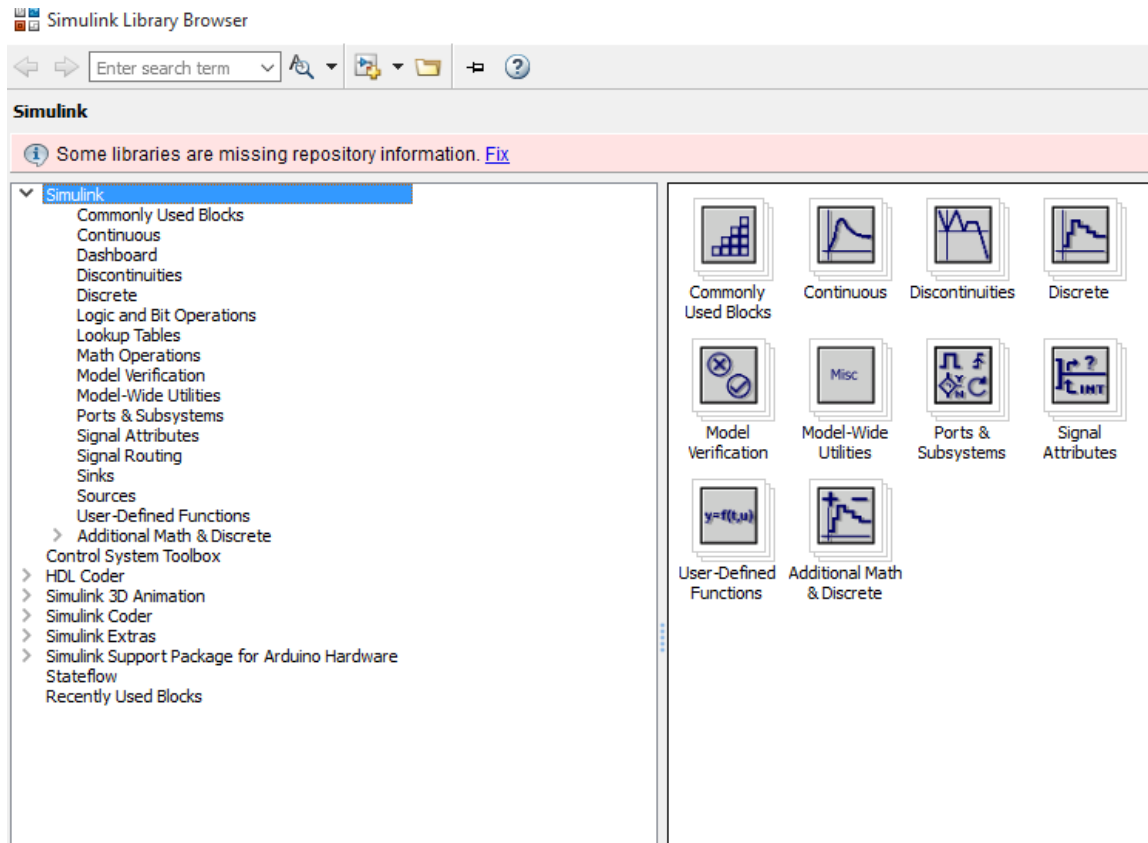 Simulink Library Browser
Enter search term
Simulink
Some libraries are missing repository information. Fix
Simulink
Commonly Used Blocks
Continuous
Dashboard
Discontinuities
Discrete
Logic and Bit Operations
Lookup Tables
Math Operations
Model Verification
Model-Wide Utilities
Ports & Subsystems
Signal Attributes
Signal Routing
Sinks
Sources
User-Defined Functions
Additional Math & Discrete
Control System Toolbox
HDL Coder
Simulink 3D Animation
Simulink Coder
Simulink Extras
Simulink Support Package for Arduino Hardware
Stateflow
Recently Used Blocks
Commonly
Used Blocks
Continuous
Discontinuities
Discrete
Misc
? INT
Model
Verification
Model-Wide
Utilities
Ports &
Subsystems
Signal
Attributes
y=f(t,u)
User-Defined
Functions
Additional Math
& Discrete